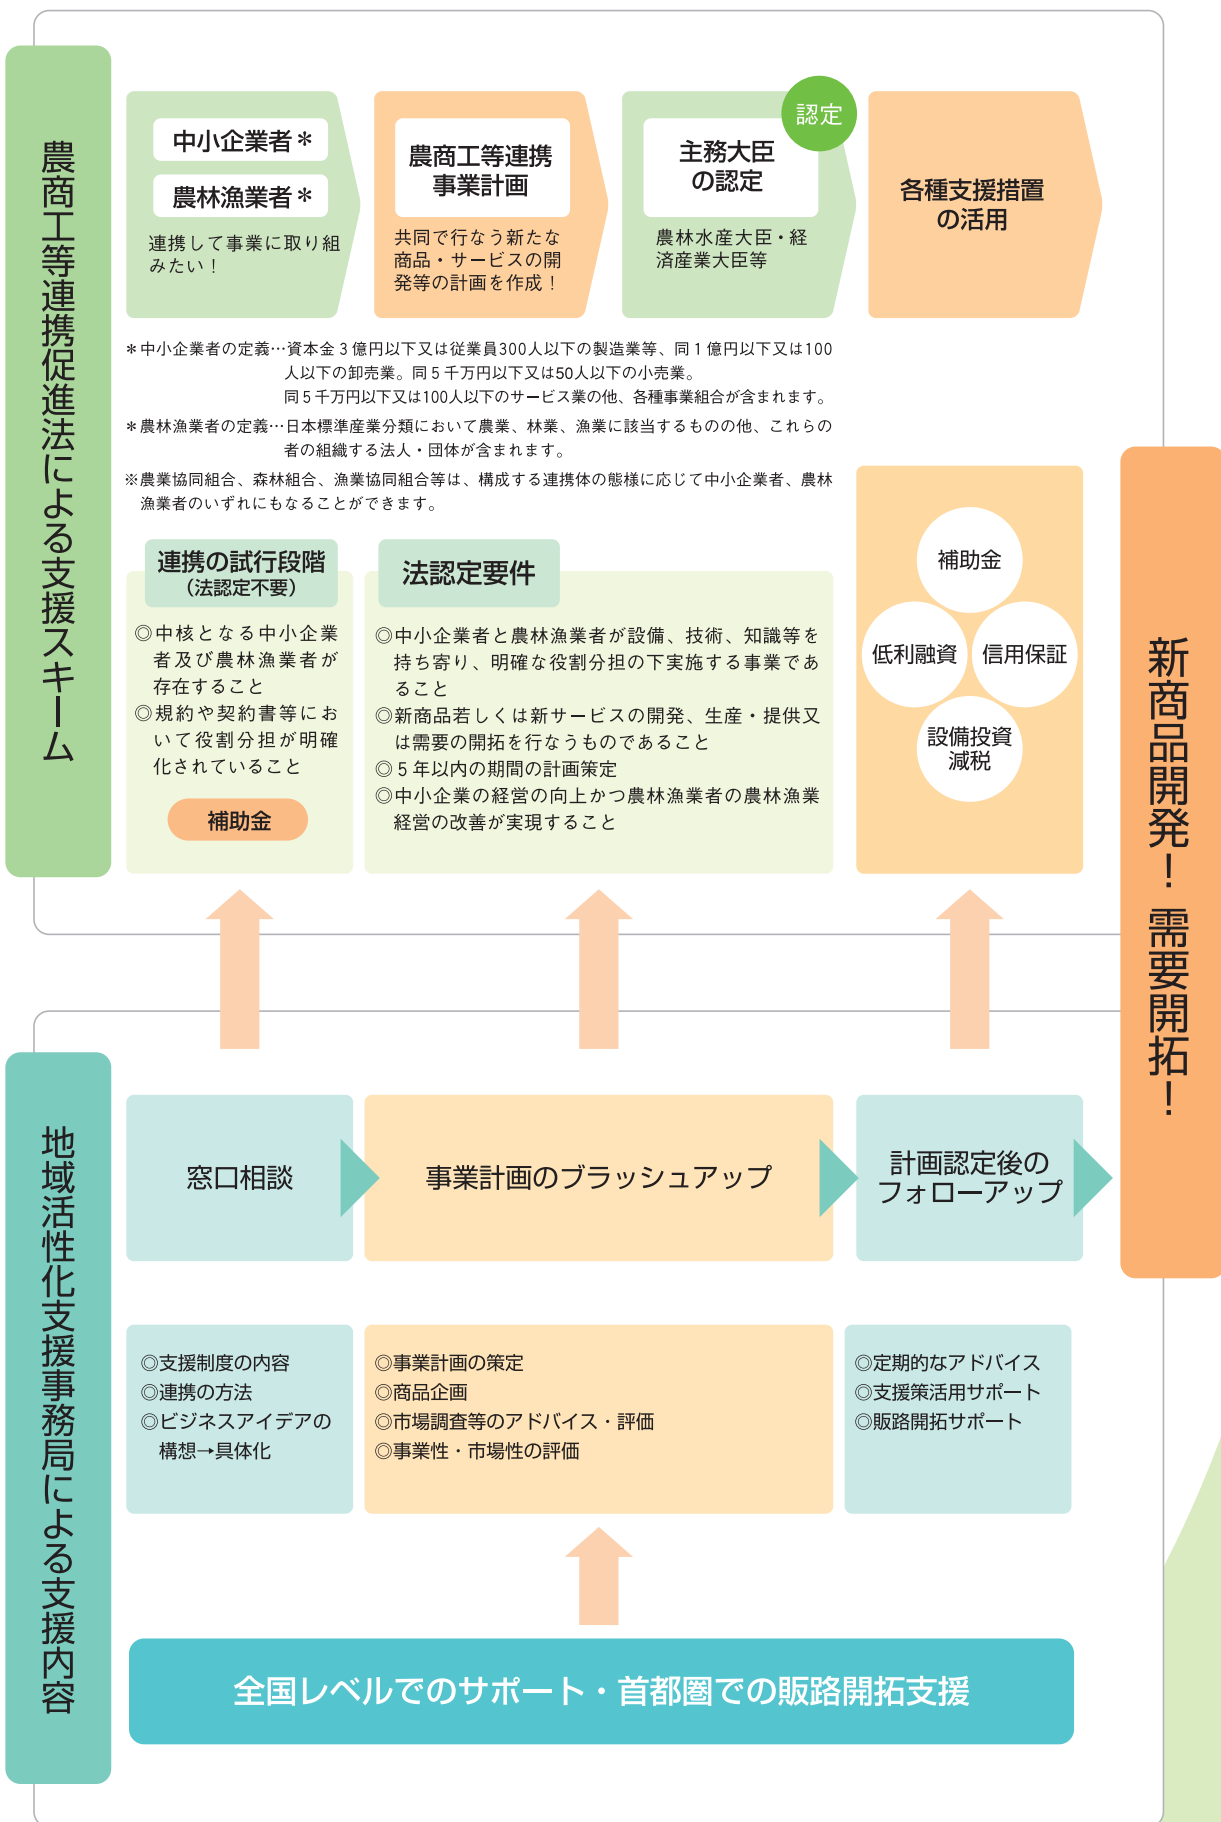 農商工等連携促進法による支援スキーム
中小企業者＊
農林漁業者＊
連携して事業に取り組
みたい！
農商工等連携
事業計画
共同で行なう新たな
商品・サービスの開
発等の計画を作成！
認定
主務大臣
の認定
農林水産大臣・経
済産業大臣等
各種支援措置
の活用
＊中小企業者の定義…資本金３億円以下又は従業員300人以下の製造業等、同１億円以下又は100
人以下の卸売業。同５千万円以下又は50人以下の小売業。
同５千万円以下又は100人以下のサービス業の他、各種事業組合が含まれます。
＊農林漁業者の定義…日本標準産業分類において農業、林業、漁業に該当するものの他、これらの
者の組織する法人・団体が含まれます。
※農業協同組合、森林組合、漁業協同組合等は、構成する連携体の態様に応じて中小企業者、農林
漁業者のいずれにもなることができます。
連携の試行段階
（法認定不要）
◎中核となる中小企業
者及び農林漁業者が
存在すること
◎規約や契約書等にお
いて役割分担が明確
化されていること
補助金
法認定要件
◎中小企業者と農林漁業者が設備、技術、知識等を
持ち寄り、明確な役割分担の下実施する事業であ
ること
◎新商品若しくは新サービスの開発、生産・提供又
は需要の開拓を行なうものであること
◎５年以内の期間の計画策定
◎中小企業の経営の向上かつ農林漁業者の農林漁業
経営の改善が実現すること
補助金
低利融資
信用保証
設備投資
減税
新商品開発！需要開拓！
地域活性化支援事務局による支援内容
窓口相談
事業計画のブラッシュアップ
計画認定後の
フォローアップ
◎支援制度の内容
◎連携の方法
◎ビジネスアイデアの
構想→具体化
◎事業計画の策定
◎商品企画
◎市場調査等のアドバイス・評価
◎事業性・市場性の評価
◎定期的なアドバイス
◎支援策活用サポート
◎販路開拓サポート
全国レベルでのサポート・首都圏での販路開拓支援